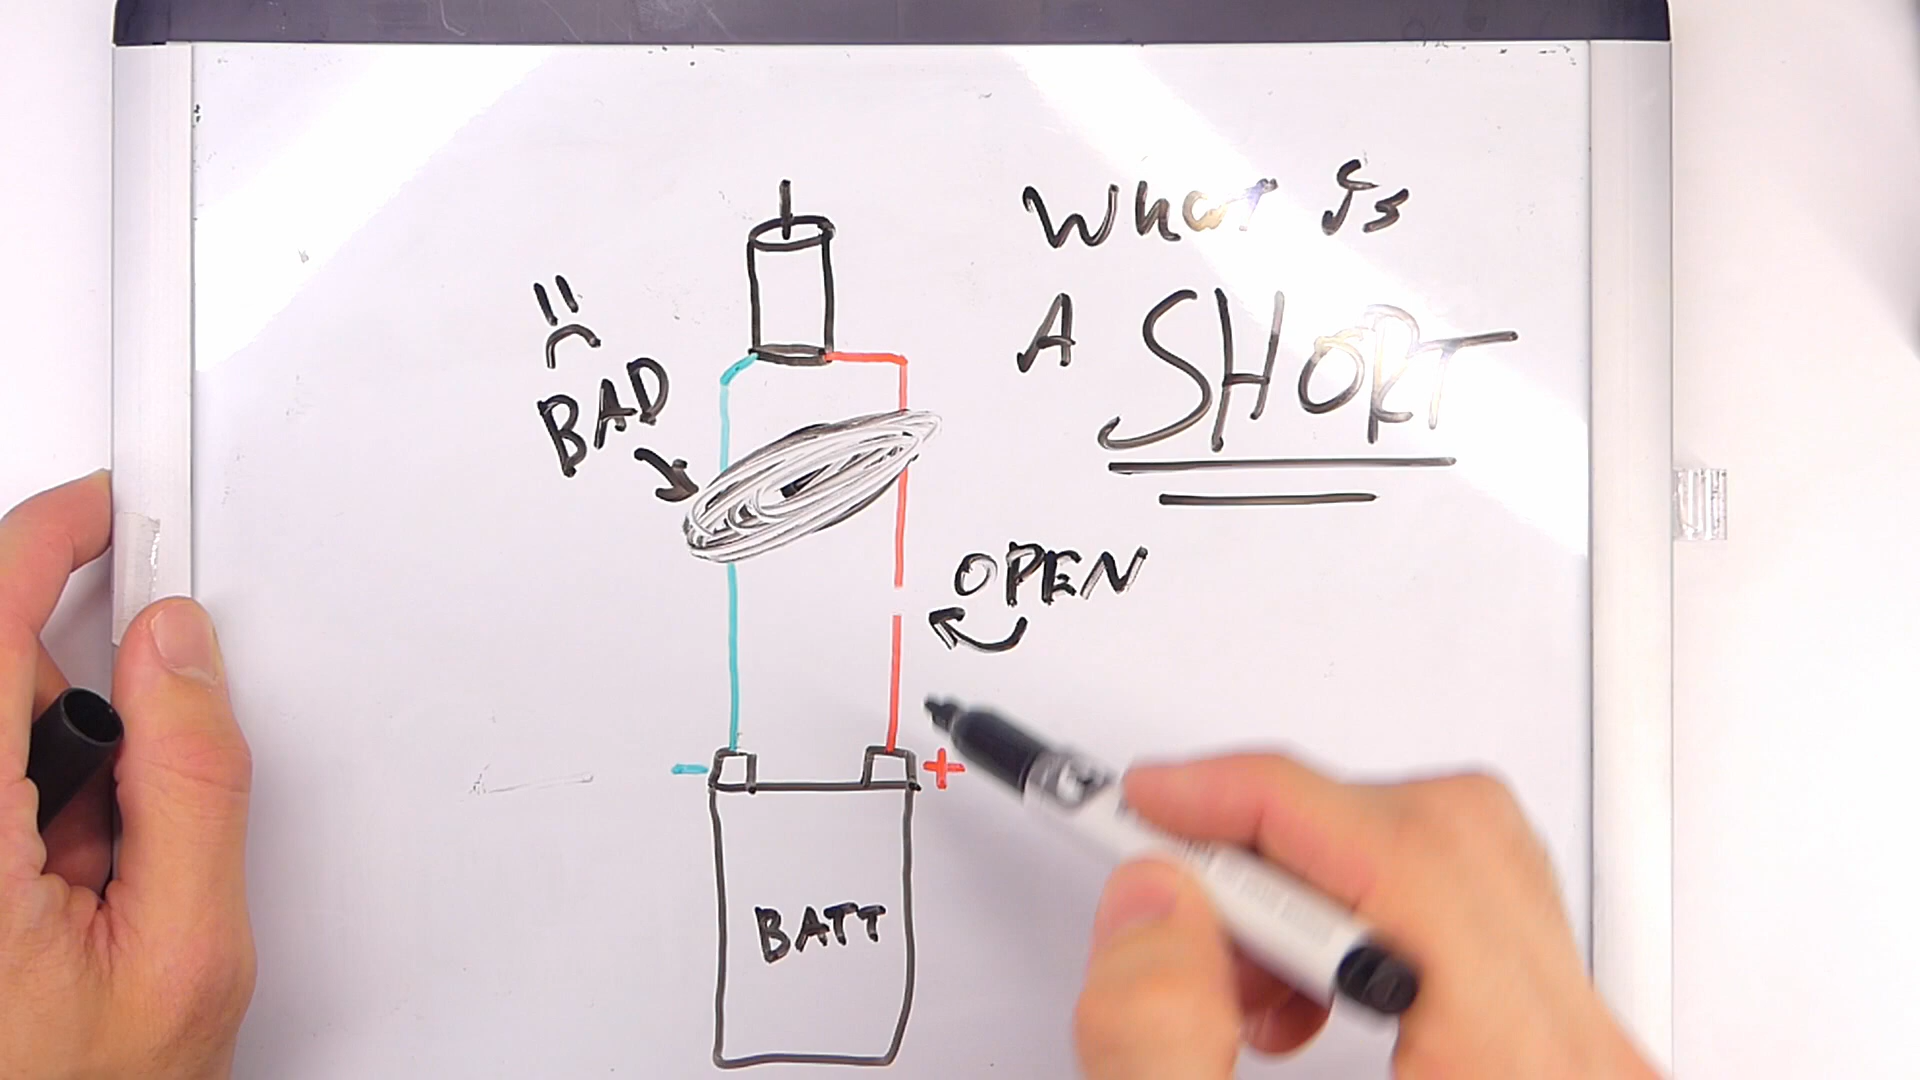 What is
A SHORT
BAD
OPEN
- +
BATT